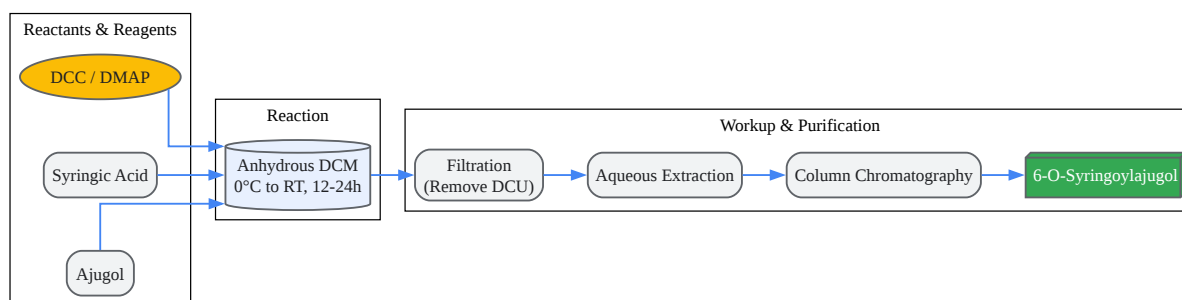 Reactants & Reagents
DCC / DMAP
Syringic Acid
Ajugol
Reaction
Anhydrous DCM
0°C to RT, 12-24h
Workup & Purification
Filtration
(Remove DCU)
Aqueous Extraction
Column Chromatography
6-O-Syringoylajugol